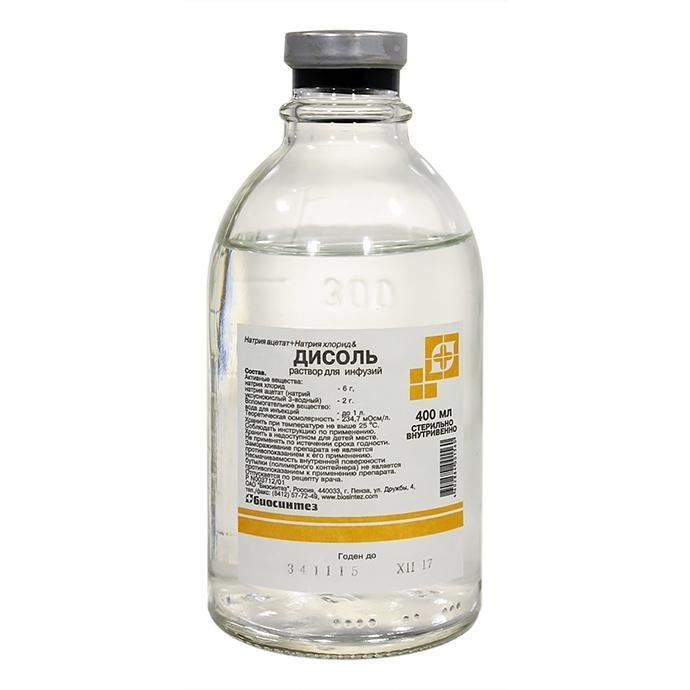 300
Натрия ацетат+Натрия хлорид&
ДИСОЛЬ
раствор для инфузий
Состав.
Активные вещества:
натрия хлорид - 6 г,
натрия ацетат (натрий
уксуснокислый 3-водный) - 2 г.
Вспомогательное вещество:
вода для инъекций - до 1 л.
Теоретическая осмолярность - 234,7 мОсм/л.
Хранить при температуре не выше 25 °С.
Соблюдать инструкцию по применению.
Хранить в недоступном для детей месте.
Не применять по истечении срока годности.
Замораживание препарата не является
противопоказанием к его применению.
Несмачиваемость внутренней поверхности
бутылки (полимерного контейнера) не является
противопоказанием к применению препарата.
Отпускается по рецепту врача.
Р N003712/01
ОАО "Биосинтез", Россия, 440033, г. Пенза, ул. Дружбы, 4,
тел./факс: (8412) 57-72-49, www.biosintez.com
Биосинтез
400 мл
СТЕРИЛЬНО
ВНУТРИВЕННО
Годен до
341115 XII 17